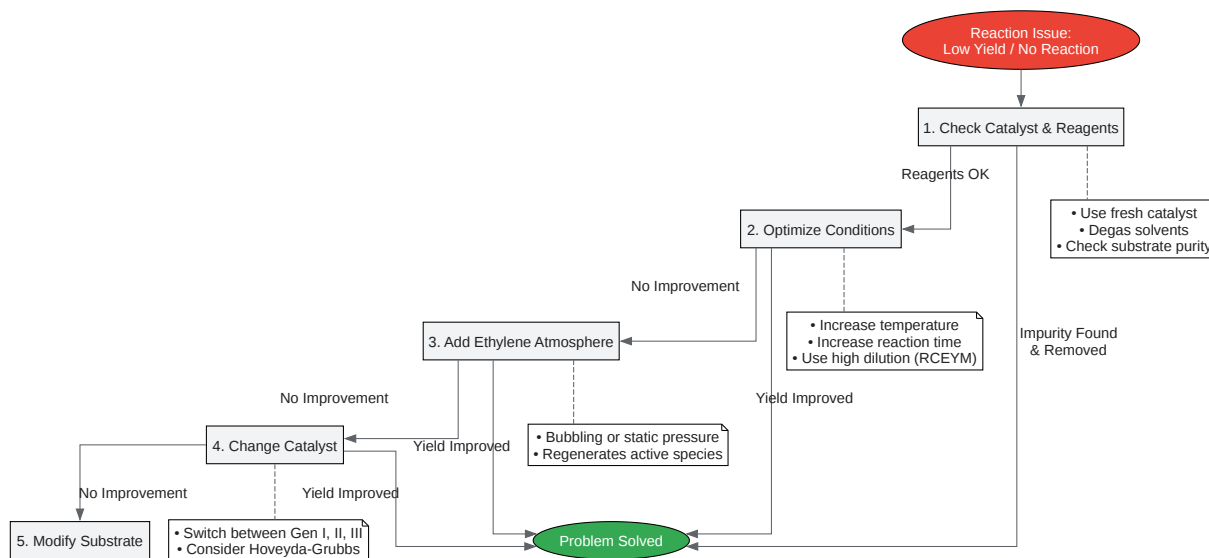 Reaction Issue:
Low Yield / No Reaction
1. Check Catalyst & Reagents
Reagents OK
• Use fresh catalyst
• Degas solvents
• Check substrate purity
2. Optimize Conditions
No Improvement
• Increase temperature
• Increase reaction time
• Use high dilution (RCEYM)
Impurity Found
& Removed
3. Add Ethylene Atmosphere
No Improvement
Yield Improved
• Bubbling or static pressure
• Regenerates active species
4. Change Catalyst
Yield Improved
No Improvement
Yield Improved
• Switch between Gen I, II, III
• Consider Hoveyda-Grubbs
5. Modify Substrate
Problem Solved